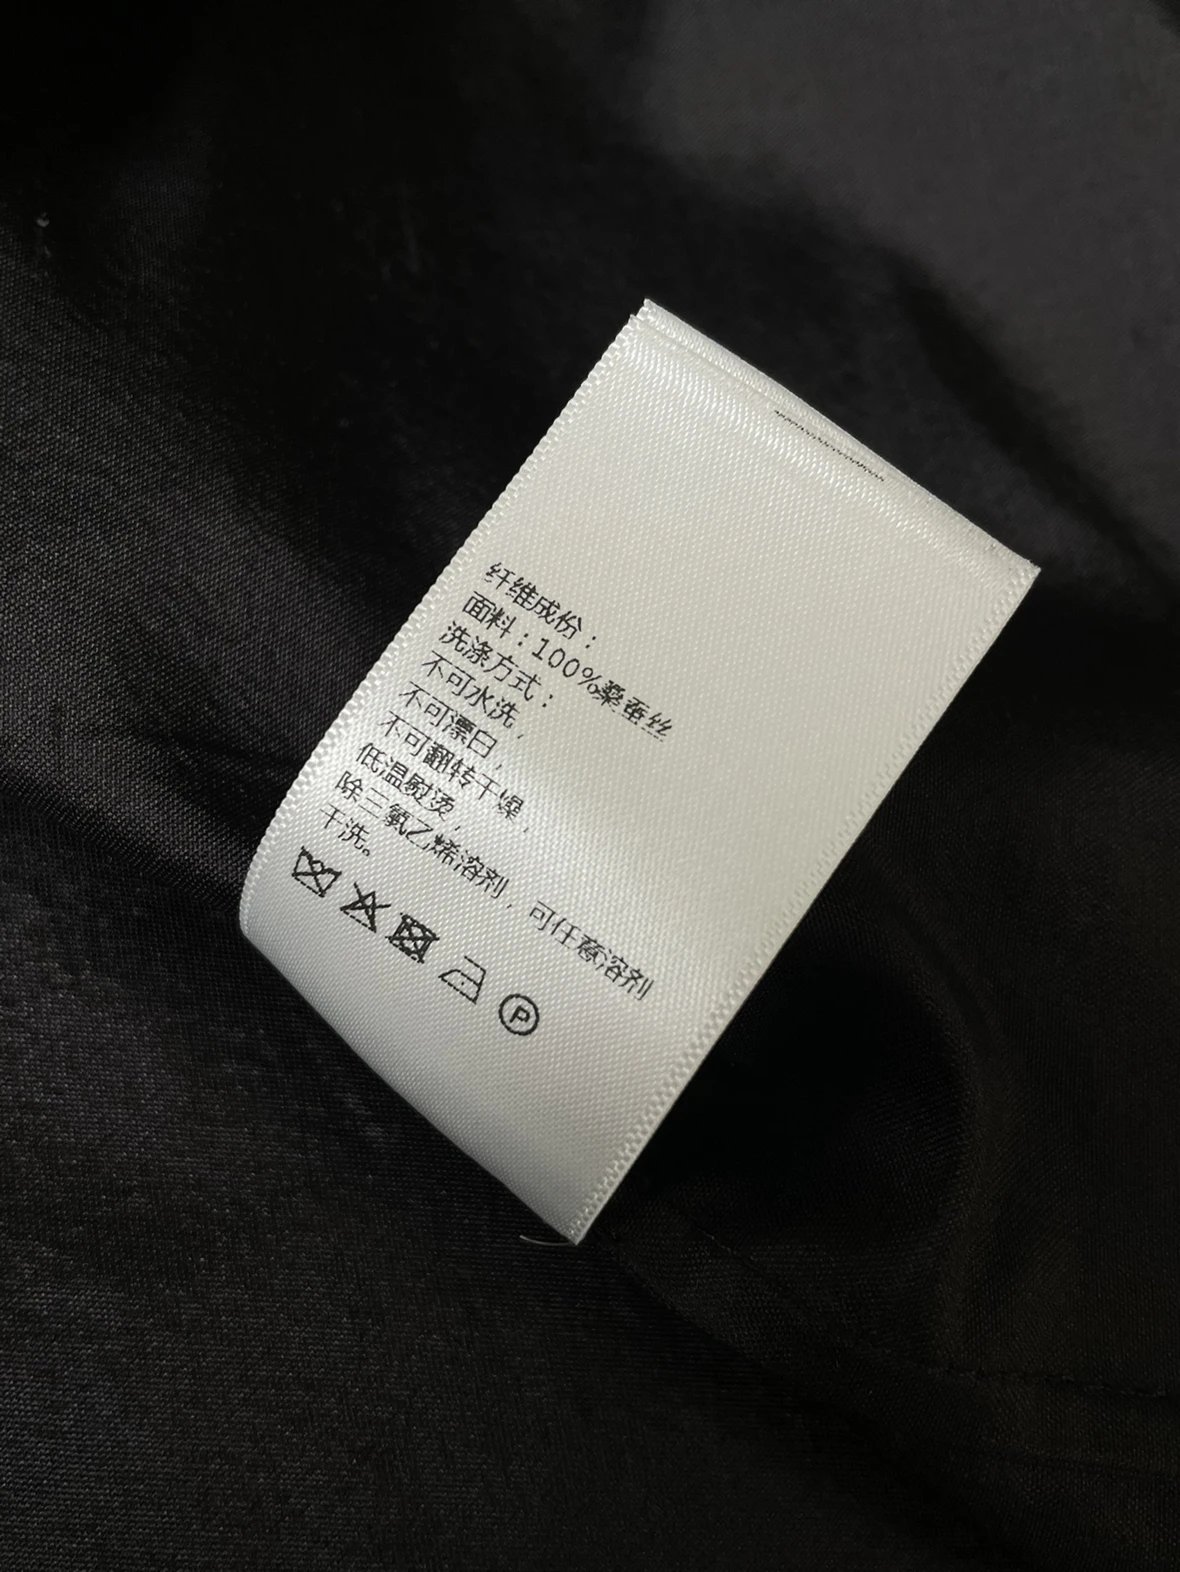 纤维成份：
面料：100%桑蚕丝
洗涤方式：
不可水洗，
不可漂白，
不可翻转干燥，
低温熨烫，
除三氯乙烯溶剂，可任意溶剂
干洗。
P